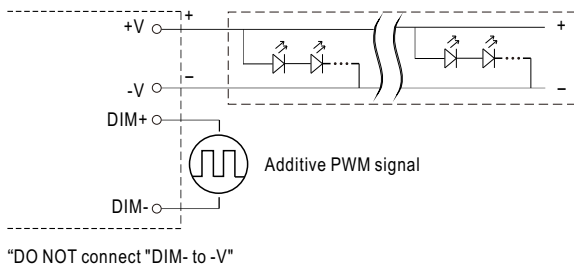 +V
+
+
-V
–
–
DIM+
Additive PWM signal
DIM-
“DO NOT connect "DIM- to -V"